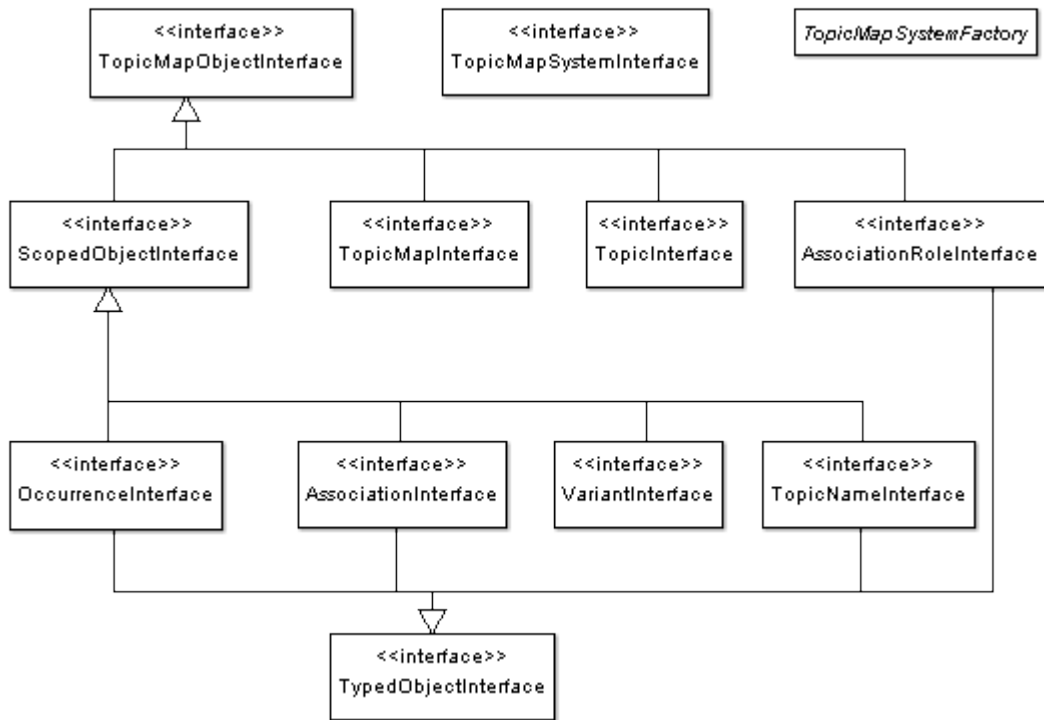 <<interface>>
TopicMapObjectInterface
<<interface>>
TopicMapSystemInterface
TopicMapSystemFactory
<<interface>>
ScopedObjectInterface
<<interface>>
TopicMapInterface
<<interface>>
TopicInterface
<<interface>>
AssociationRoleInterface
<<interface>>
OccurrenceInterface
<<interface>>
AssociationInterface
<<interface>>
VariantInterface
<<interface>>
TopicNameInterface
<<interface>>
TypedObjectInterface